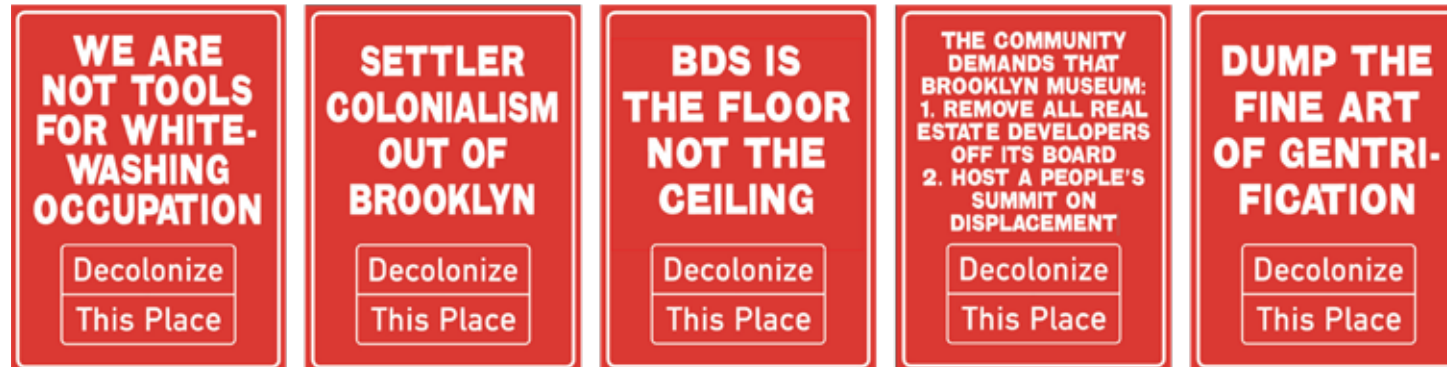 WE ARE
NOT TOOLS
FOR WHITE-
WASHING
OCCUPATION
Decolonize
This Place
SETTLER
COLONIALISM
OUT OF
BROOKLYN
Decolonize
This Place
BDS IS
THE FLOOR
NOT THE
CEILING
Decolonize
This Place
THE COMMUNITY
DEMANDS THAT
BROOKLYN MUSEUM:
1. REMOVE ALL REAL
ESTATE DEVELOPERS
OFF ITS BOARD
2. HOST A PEOPLE'S
SUMMIT ON
DISPLACEMENT
Decolonize
This Place
DUMP THE
FINE ART
OF GENTRI-
FICATION
Decolonize
This Place